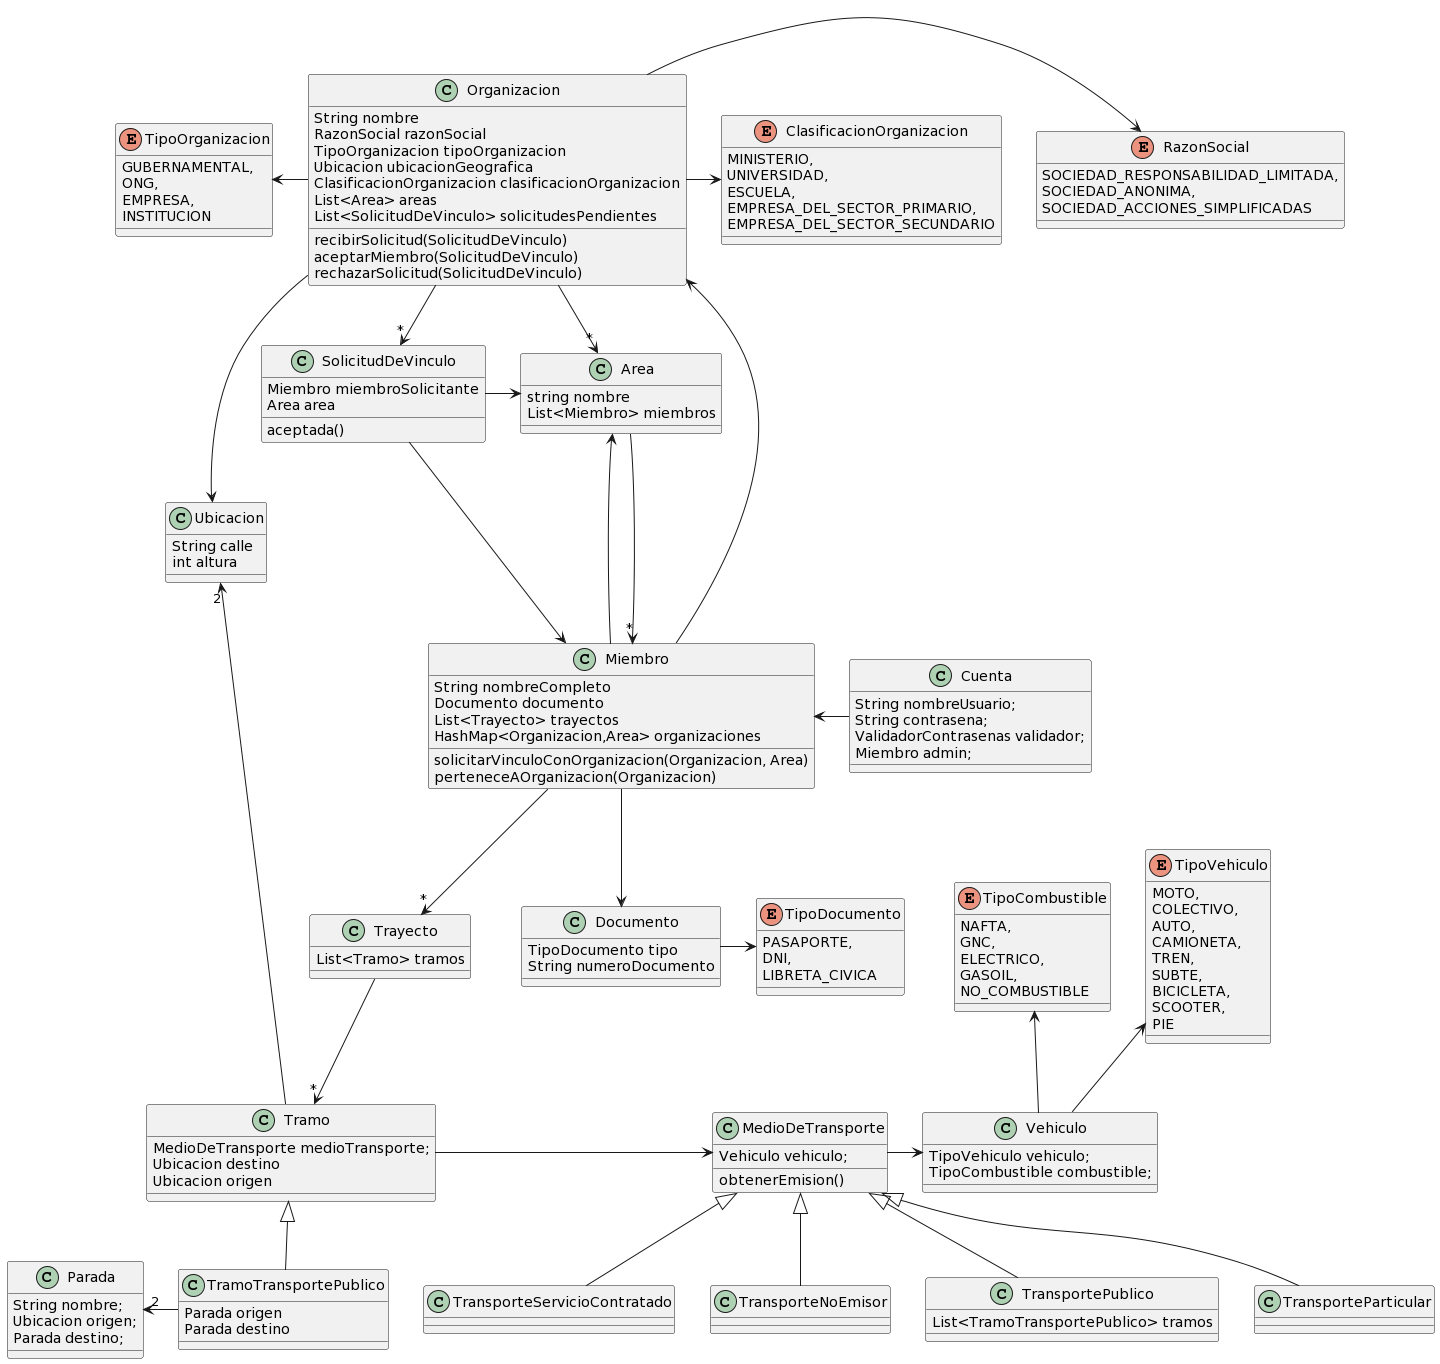 C Organizacion
String nombre
RazonSocial razonSocial
TipoOrganizacion tipoOrganizacion
Ubicacion ubicacionGeografica
ClasificacionOrganizacion clasificacionOrganizacion
List<Area> areas
List<SolicitudDeVinculo> solicitudesPendientes
recibirSolicitud(SolicitudDeVinculo)
aceptarMiembro(SolicitudDeVinculo)
rechazarSolicitud(SolicitudDeVinculo)
E TipoOrganizacion
GUBERNAMENTAL,
ONG,
EMPRESA,
INSTITUCION
E ClasificacionOrganizacion
MINISTERIO,
UNIVERSIDAD,
ESCUELA,
EMPRESA_DEL_SECTOR_PRIMARIO,
EMPRESA_DEL_SECTOR_SECUNDARIO
E RazonSocial
SOCIEDAD_RESPONSABILIDAD_LIMITADA,
SOCIEDAD_ANONIMA,
SOCIEDAD_ACCIONES_SIMPLIFICADAS
*
*
C SolicitudDeVinculo
Miembro miembroSolicitante
Area area
aceptada()
C Area
string nombre
List<Miembro> miembros
C Ubicacion
String calle
int altura
2
*
C Miembro
String nombreCompleto
Documento documento
List<Trayecto> trayectos
HashMap<Organizacion,Area> organizaciones
solicitarVinculoConOrganizacion(Organizacion, Area)
perteneceAOrganizacion(Organizacion)
C Cuenta
String nombreUsuario;
String contrasena;
ValidadorContrasenas validador;
Miembro admin;
*
C Trayecto
List<Tramo> tramos
C Documento
TipoDocumento tipo
String numeroDocumento
E TipoDocumento
PASAPORTE,
DNI,
LIBRETA_CIVICA
E TipoCombustible
NAFTA,
GNC,
ELECTRICO,
GASOIL,
NO_COMBUSTIBLE
E TipoVehiculo
MOTO,
COLECTIVO,
AUTO,
CAMIONETA,
TREN,
SUBTE,
BICICLETA,
SCOOTER,
PIE
*
C Tramo
MedioDeTransporte medioTransporte;
Ubicacion destino
Ubicacion origen
C MedioDeTransporte
Vehiculo vehiculo;
obtenerEmision()
C Vehiculo
TipoVehiculo vehiculo;
TipoCombustible combustible;
C Parada
String nombre;
Ubicacion origen;
Parada destino;
2
C TramoTransportePublico
Parada origen
Parada destino
C TransporteServicioContratado
C TransporteNoEmisor
C TransportePublico
List<TramoTransportePublico> tramos
C TransporteParticular